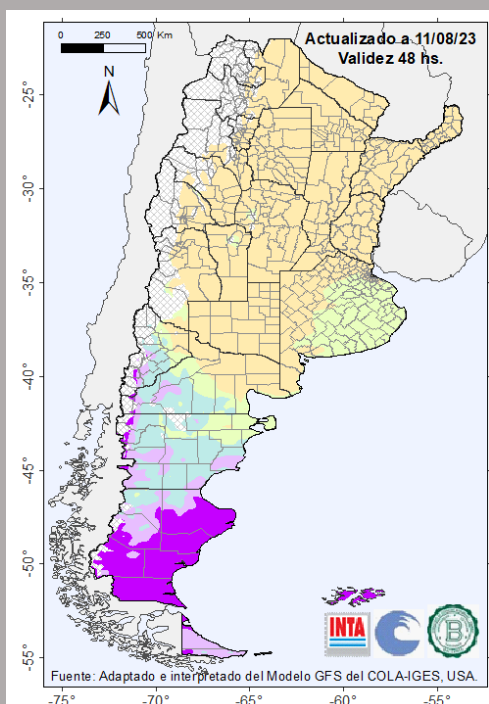 0 250 500 Km
Actualizado a 11/08/23
Validez 48 hs.
N
-25°
-30°
-35°
-40°
-45°
-50°
-55°
INTA
B
Fuente: Adaptado e interpretado del Modelo GFS del COLA-IGES, USA.
-75° -70° -65° -60° -55°